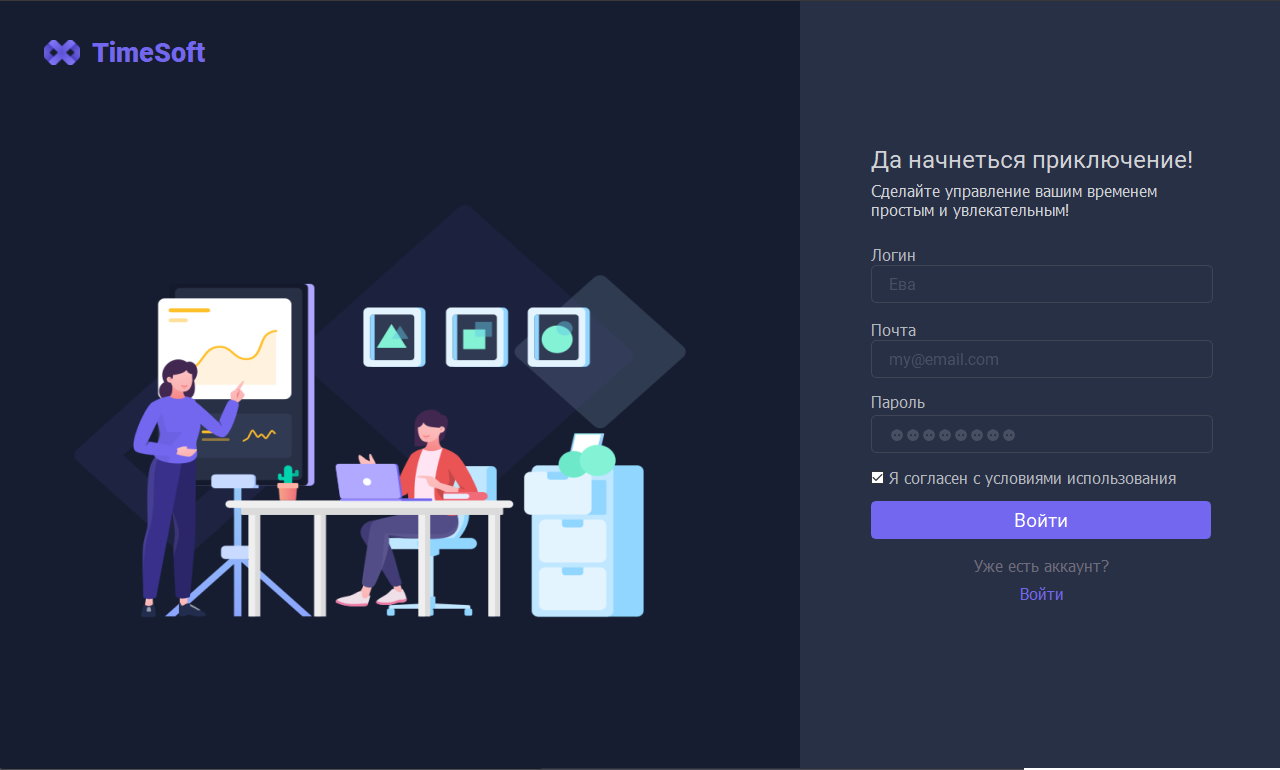 TimeSoft
Да начнеться приключение!
Сделайте управление вашим временем
простым и увлекательным!
Логин
Ева
Почта
my@email.com
Пароль
Я согласен с условиями использования
Войти
Уже есть аккаунт?
Войти